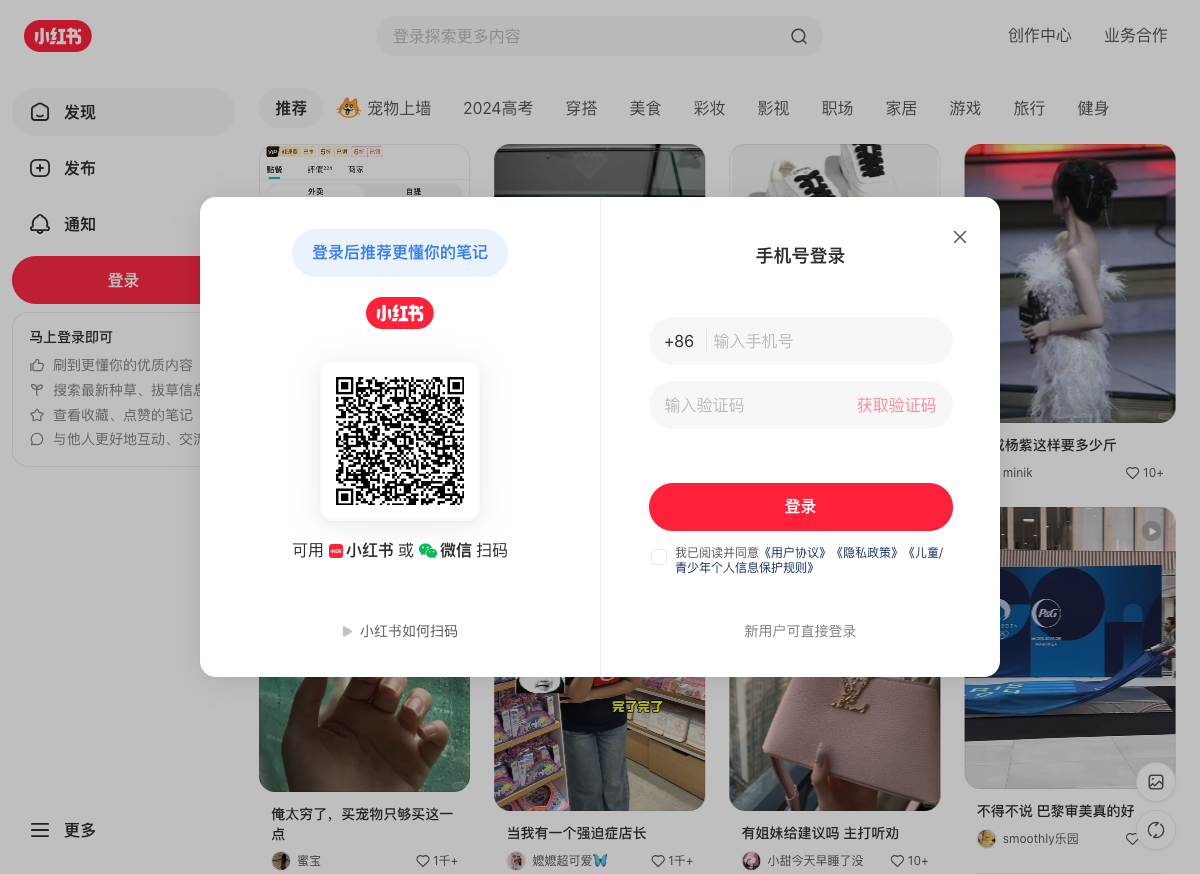 小红书
登录探索更多内容
创作中心
业务合作
发现
发布
通知
登录
马上登录即可
刷到更懂你的优质内容
搜索最新种草、拔草信息
查看收藏、点赞的笔记
与他人更好地互动、交流
更多
推荐
宠物上墙
2024高考
穿搭
美食
彩妆
影视
职场
家居
游戏
旅行
健身
點餐
評價
商家
外卖
自提
登录后推荐更懂你的笔记
小红书
可用 小红书 或 微信 扫码
小红书如何扫码
手机号登录
+86
输入手机号
输入验证码
获取验证码
登录
我已阅读并同意《用户协议》《隐私政策》《儿童/
青少年个人信息保护规则》
新用户可直接登录
成杨紫这样要多少斤
minik
10+
P&G
完了完了
俺太穷了，买宠物只够买这一
点
蜜宝
1千+
当我有一个强迫症店长
嬷嬷超可爱🦋
1千+
有姐妹给建议吗 主打听劝
小甜今天早睡了没
10+
不得不说 巴黎审美真的好
smoothly乐园